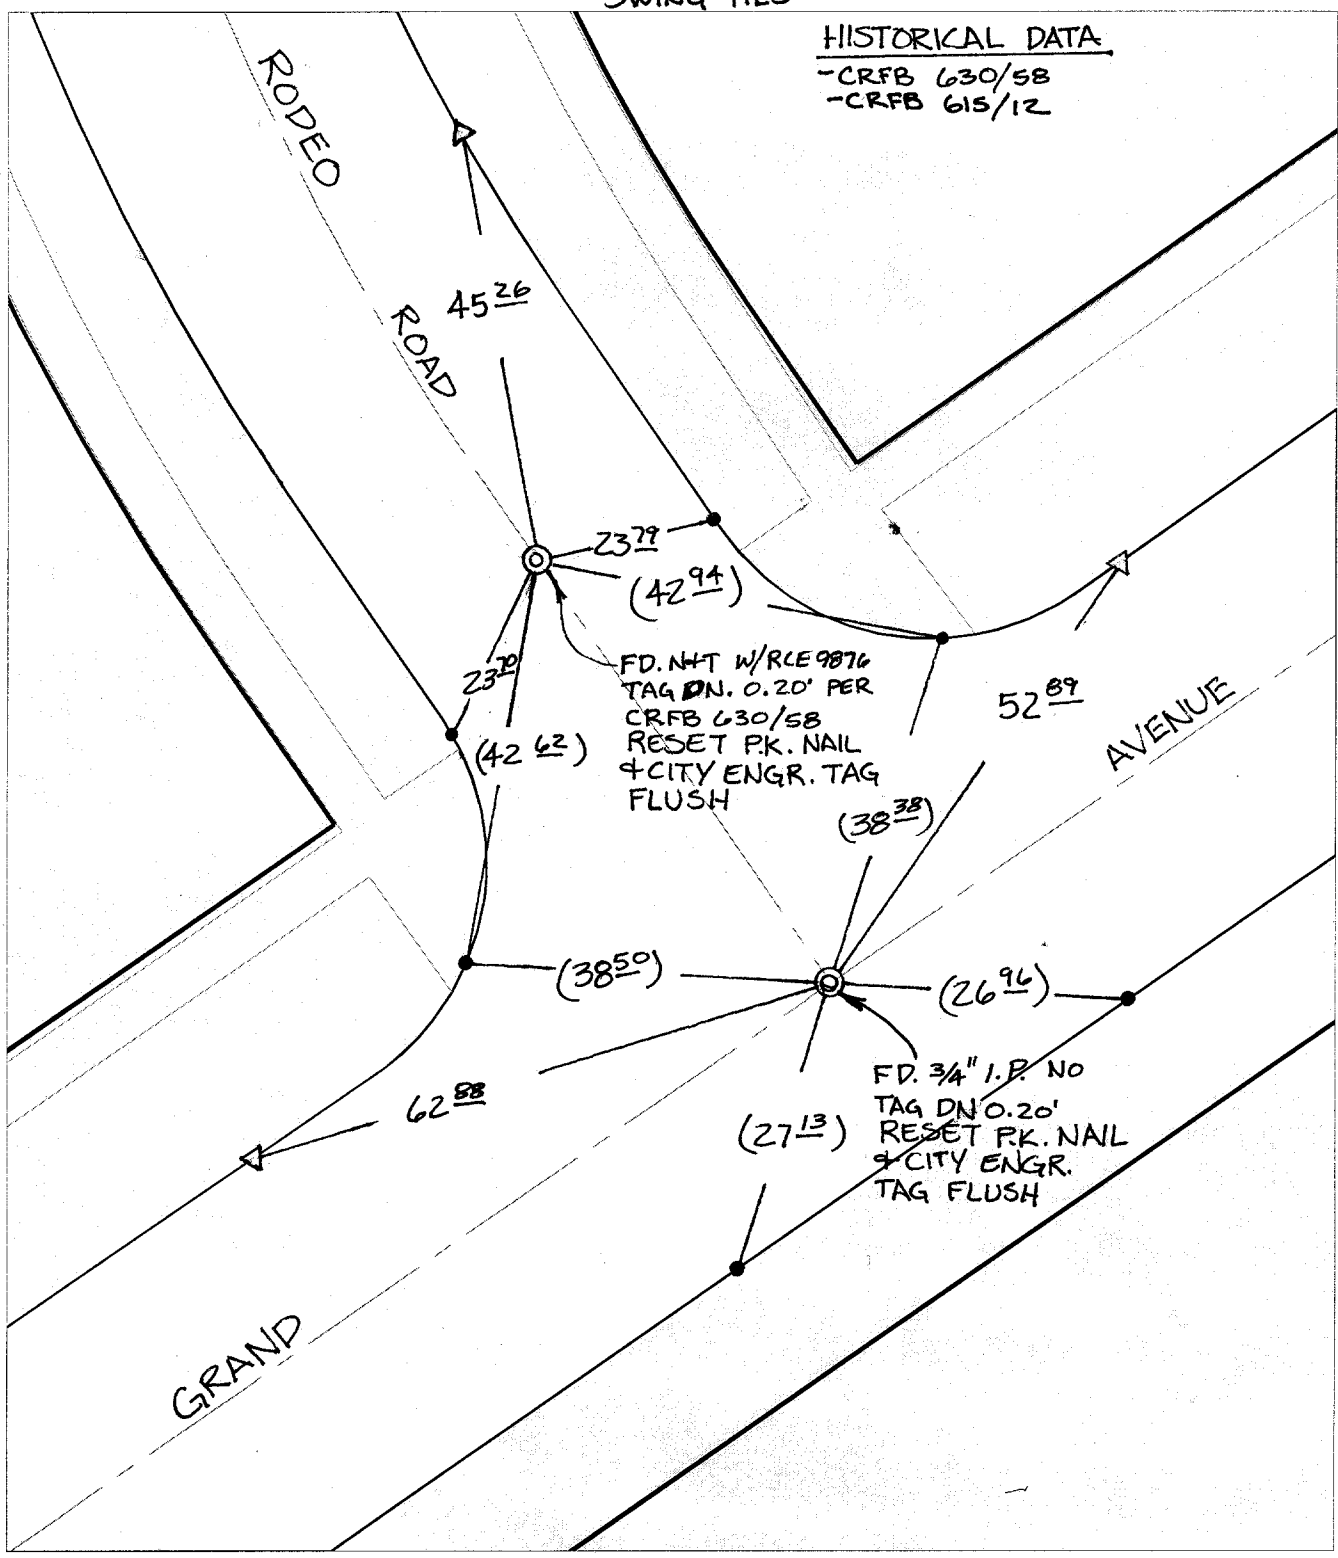 SWING TIES
HISTORICAL DATA
-CRFB 630/58
-CRFB 615/12
RODEO
ROAD
45 26
23 79
(42 94)
23 70
(42 62)
FD. N+T W/RCE 9876
TAG DN. 0.20' PER
CRFB 630/58
RESET P.K. NAIL
& CITY ENGR. TAG
FLUSH
52 89
AVENUE
(38 38)
(38 50)
(26 96)
62 88
(27 13)
FD. 3/4" I.P. NO
TAG DN 0.20'
RESET P.K. NAIL
& CITY ENGR.
TAG FLUSH
GRAND